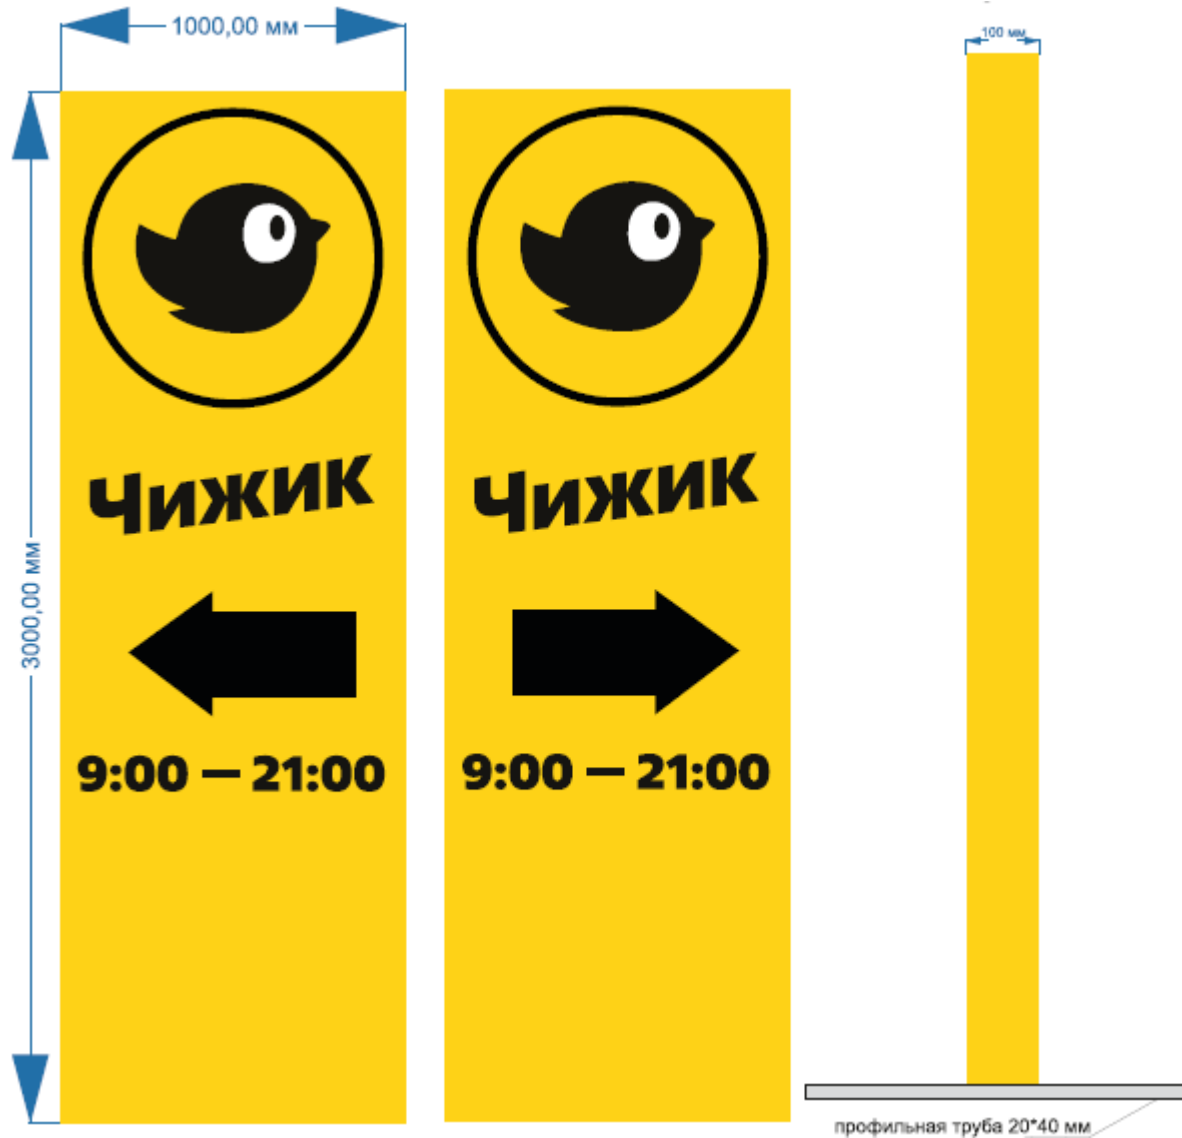 1000,00 мм
100 мм
3000,00 мм
Чижик
9:00 — 21:00
Чижик
9:00 — 21:00
профильная труба 20*40 мм